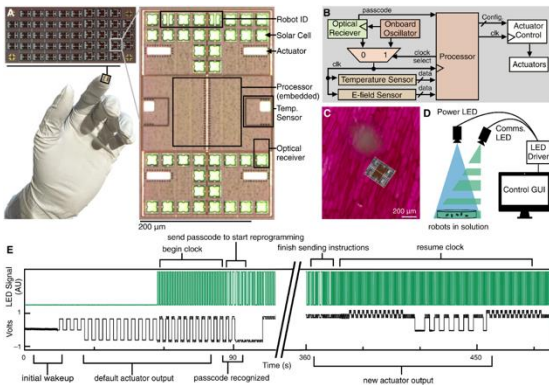 A
Robot ID
Solar Cell
Actuator
Processor
(embedded)
Temp.
Sensor
Optical
receiver
200 µm
B
passcode
Optical
Reciever
Onboard
Oscillator
0 1
clk
clock
select
Temperature Sensor
data
E-field Sensor
data
Processor
Config.
clk
Actuator
Control
Actuators
C
200 µm
D
Power LED
Comms.
LED
LED
Driver
Control GUI
robots in solution
E
send passcode to start reprogramming
begin clock
finish sending instructions
resume clock
LED Signal
(AU)
Volts
1
-1
0
90
Time (s)
360
450
initial wakeup
default actuator output
passcode recognized
new actuator output